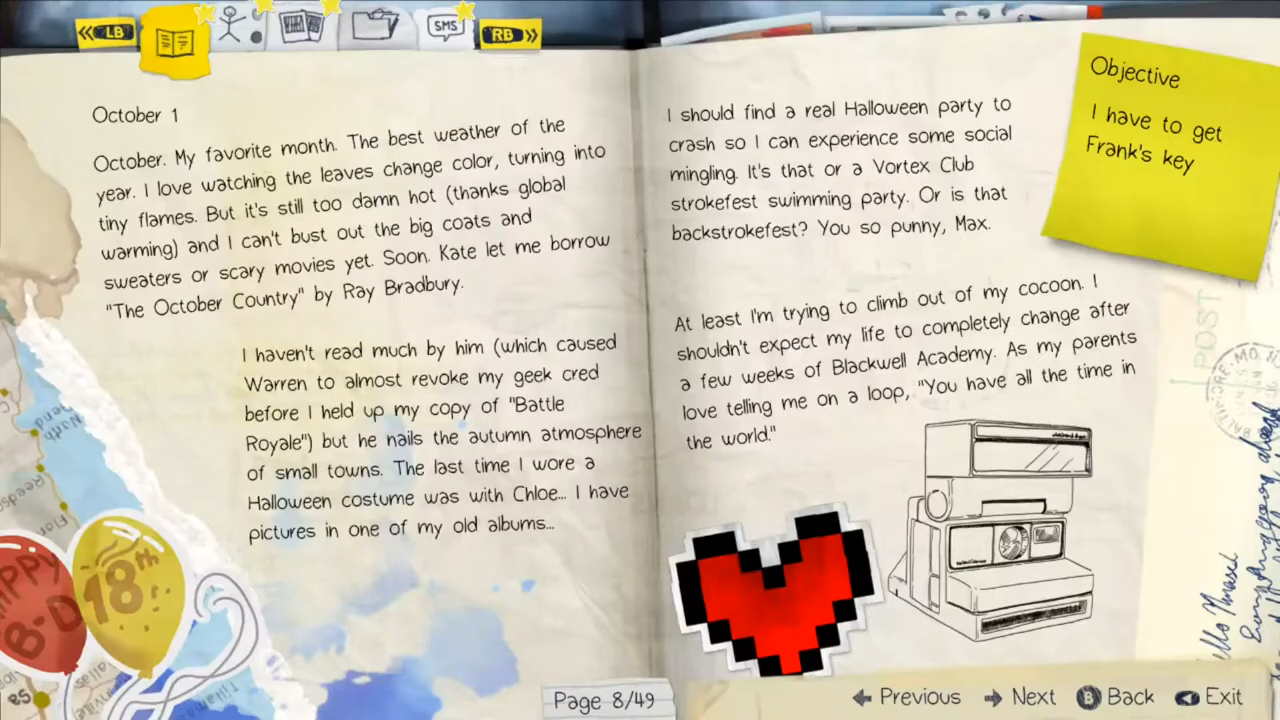 LB
SMS
RB
October 1
October. My favorite month. The best weather of the
year. I love watching the leaves change color, turning into
tiny flames. But it's still too damn hot (thanks global
warming) and I can't bust out the big coats and
sweaters or scary movies yet. Soon. Kate let me borrow
"The October Country" by Ray Bradbury.
I haven't read much by him (which caused
Warren to almost revoke my geek cred
before I held up my copy of "Battle
Royale") but he nails the autumn atmosphere
of small towns. The last time I wore a
Halloween costume was with Chloe... I have
pictures in one of my old albums...
I should find a real Halloween party to
crash so I can experience some social
mingling. It's that or a Vortex Club
strokefest swimming party. Or is that
backstrokefest? You so punny, Max.
At least I'm trying to climb out of my cocoon. I
shouldn't expect my life to completely change after
a few weeks of Blackwell Academy. As my parents
love telling me on a loop, "You have all the time in
the world."
Objective
I have to get
Frank's key
POST
18th
Page 8/49
Previous
Next
B Back
Exit